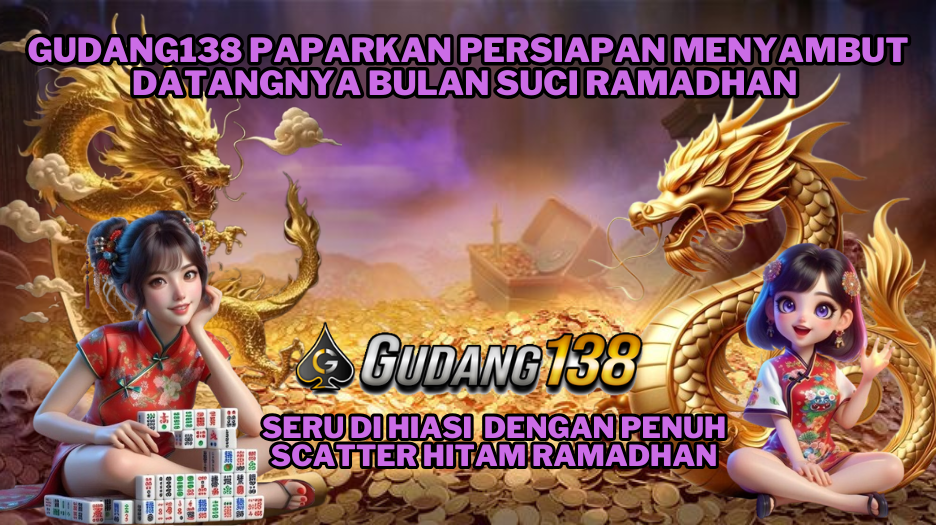 GUDANG138 PAPARKAN PERSIAPAN MENYAMBUT
DATANGNYA BULAN SUCI RAMADHAN
G GUDANG138
SERU DI HIASI DENGAN PENUH
SCATTER HITAM RAMADHAN